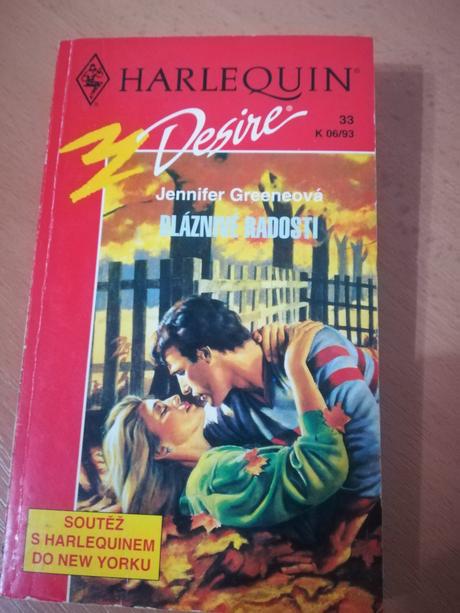 HARLEQUIN®
Desire®
33
K 06/93
Jennifer Greeneová
BLÁZNIVÉ RADOSTI
SOUTĚŽ
S HARLEQUINEM
DO NEW YORKU